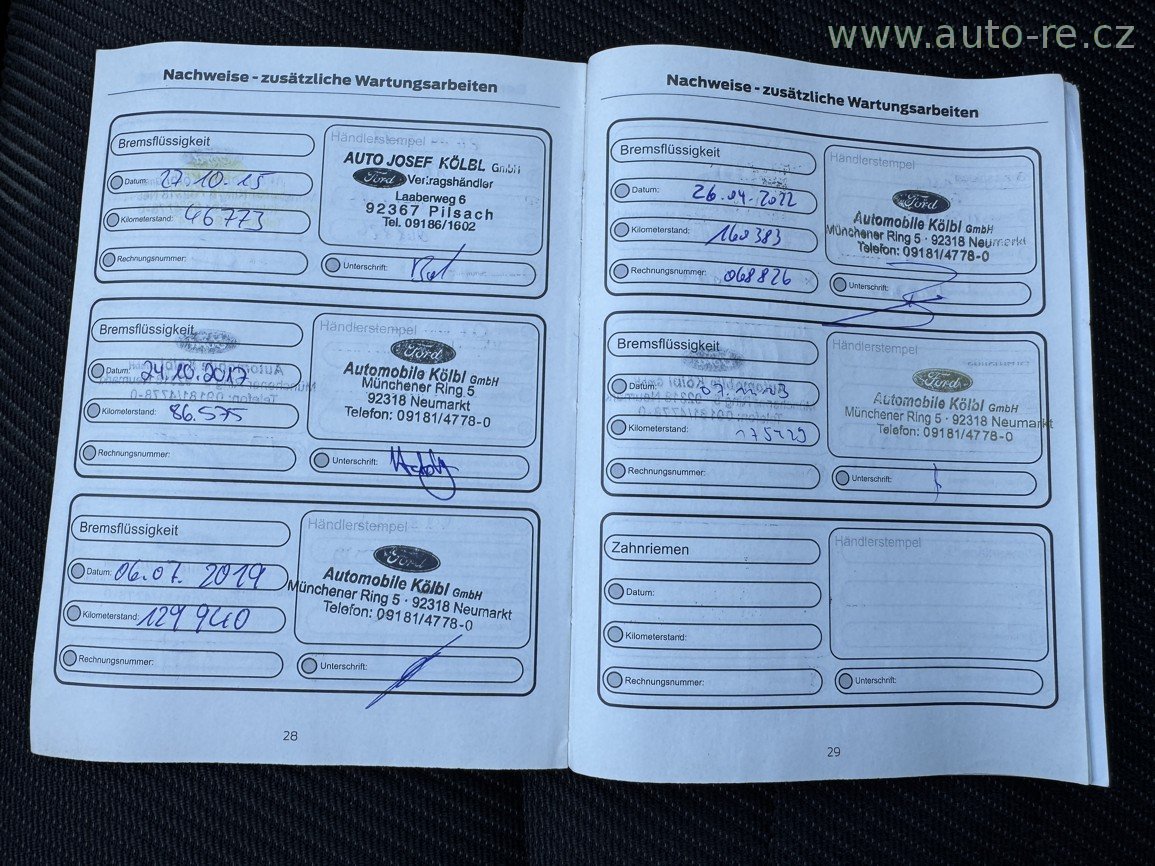 www.auto-re.cz
Nachweise - zusätzliche Wartungsarbeiten
Bremsflüssigkeit
Datum: 27.10.15
Kilometerstand: 46773
Rechnungsnummer:
Händlerstempel
AUTO JOSEF KÖLBL GmbH
Ford Vertragshändler
Laaberweg 6
92367 Pilsach
Tel. 09186/1602
Unterschrift:
Bremsflüssigkeit
Datum: 24.10.2017
Kilometerstand: 86.575
Rechnungsnummer:
Händlerstempel
Ford
Automobile Kölbl GmbH
Münchener Ring 5
92318 Neumarkt
Telefon: 09181/4778-0
Unterschrift:
Bremsflüssigkeit
Datum: 06.07. 2019
Kilometerstand: 129 940
Rechnungsnummer:
Händlerstempel
Ford
Automobile Kölbl GmbH
Münchener Ring 5 · 92318 Neumarkt
Telefon: 09181/4778-0
Unterschrift:
28
Nachweise - zusätzliche Wartungsarbeiten
Bremsflüssigkeit
Datum: 26.04.2022
Kilometerstand: 160383
Rechnungsnummer: 068826
Händlerstempel
Ford
Automobile Kölbl GmbH
Münchener Ring 5 · 92318 Neumarkt
Telefon: 09181/4778-0
Unterschrift:
Bremsflüssigkeit
Datum:
Kilometerstand: 175429
Rechnungsnummer:
Händlerstempel
Ford
Automobile Kölbl GmbH
Münchener Ring 5 · 92318 Neumarkt
Telefon: 09181/4778-0
Unterschrift:
Zahnriemen
Datum:
Kilometerstand:
Rechnungsnummer:
Händlerstempel
Unterschrift:
29